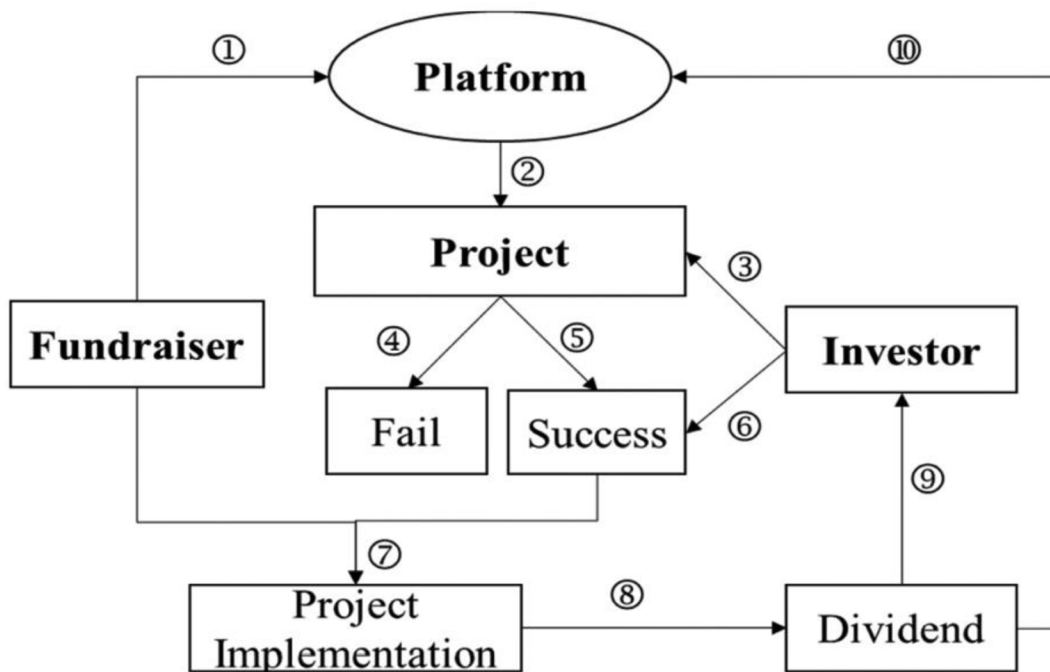 ①
⑩
Platform
②
Project
③
Fundraiser
④
⑤
Investor
Fail
Success
⑥
⑨
⑦
Project
Implementation
⑧
Dividend